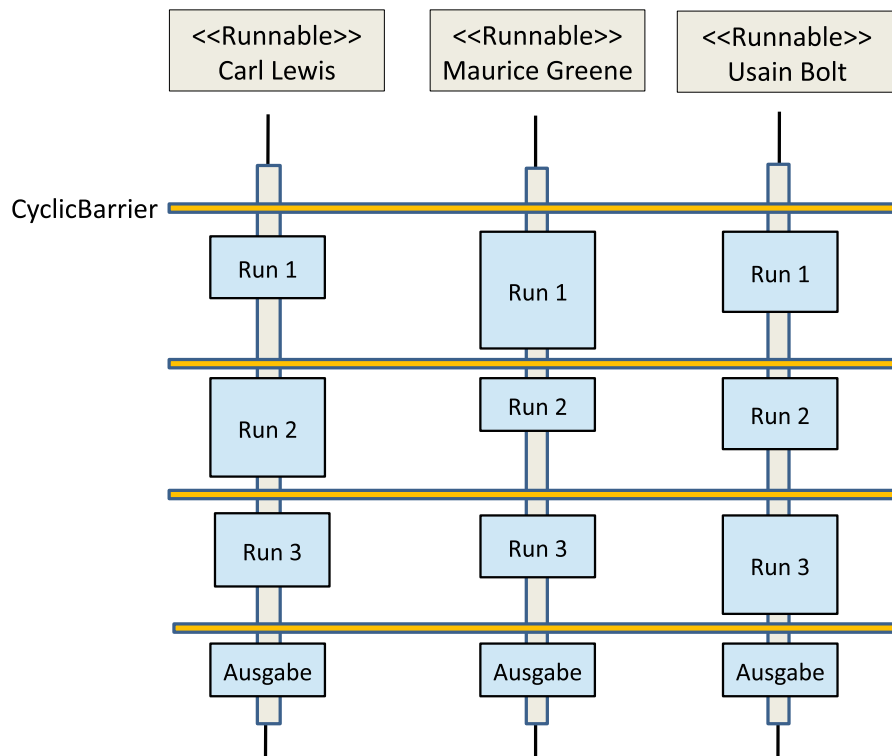 <<Runnable>>
Carl Lewis
<<Runnable>>
Maurice Greene
<<Runnable>>
Usain Bolt
CyclicBarrier
Run 1
Run 1
Run 1
Run 2
Run 2
Run 2
Run 3
Run 3
Run 3
Ausgabe
Ausgabe
Ausgabe